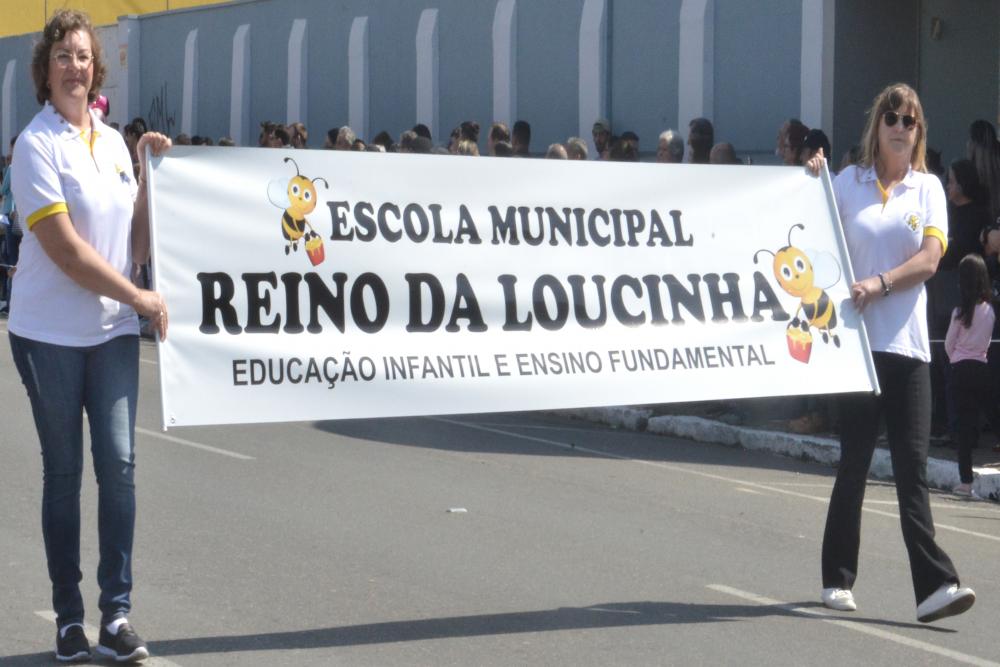 ESCOLA MUNICIPAL
REINO DA LOUCINHA
EDUCAÇÃO INFANTIL E ENSINO FUNDAMENTAL